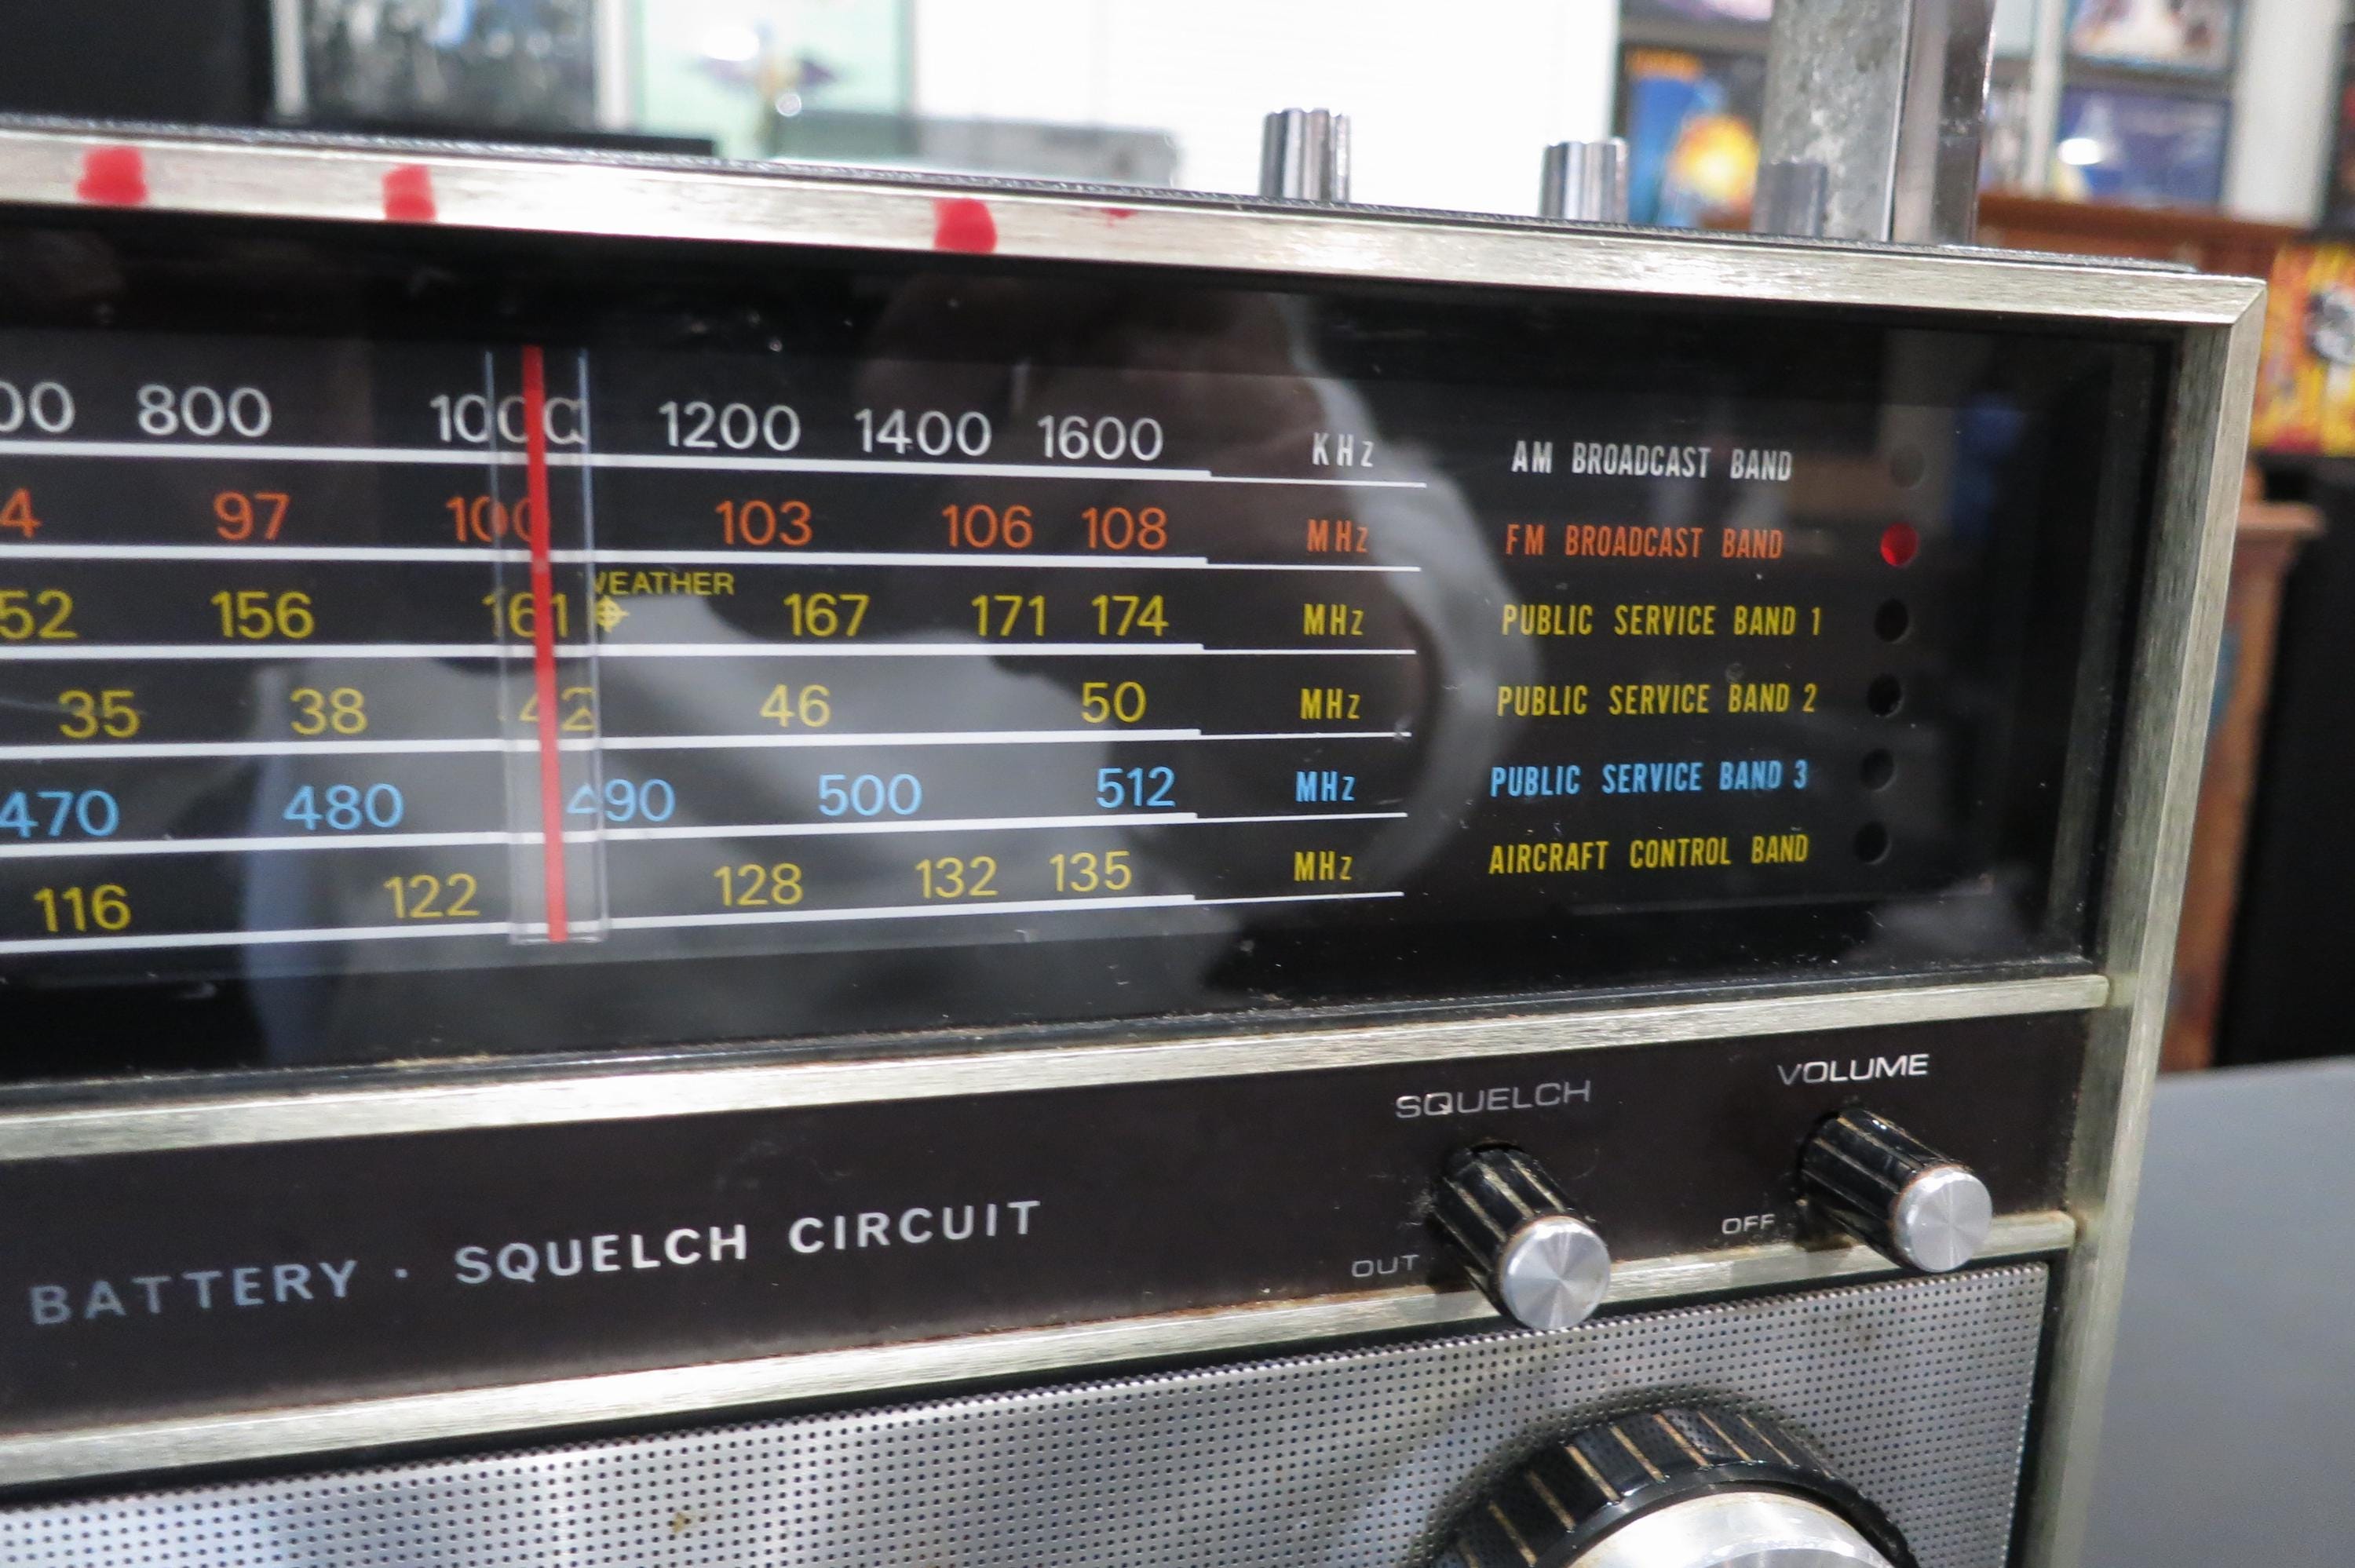 00 800 1000 1200 1400 1600 KHz AM BROADCAST BAND
4 97 100 103 106 108 MHz FM BROADCAST BAND
WEATHER
52 156 161 167 171 174 MHz PUBLIC SERVICE BAND 1
35 38 42 46 50 MHz PUBLIC SERVICE BAND 2
470 480 490 500 512 MHz PUBLIC SERVICE BAND 3
116 122 128 132 135 MHz AIRCRAFT CONTROL BAND
SQUELCH VOLUME
OUT OFF
BATTERY · SQUELCH CIRCUIT